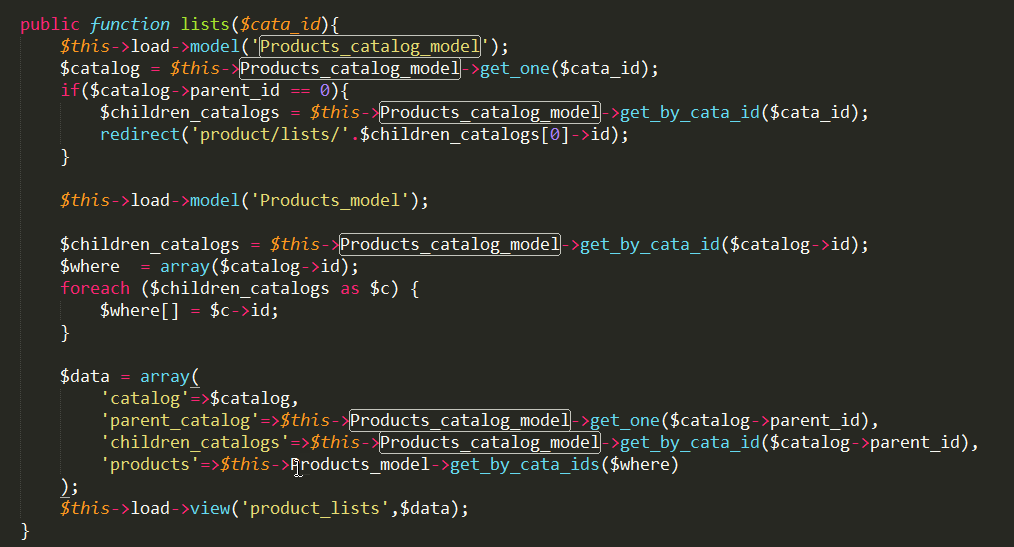 public function lists($cata_id){
    $this->load->model('Products_catalog_model');
    $catalog = $this->Products_catalog_model->get_one($cata_id);
    if($catalog->parent_id == 0){
        $children_catalogs = $this->Products_catalog_model->get_by_cata_id($cata_id);
        redirect('product/lists/'.$children_catalogs[0]->id);
    }
    $this->load->model('Products_model');
    $children_catalogs = $this->Products_catalog_model->get_by_cata_id($catalog->id);
    $where  = array($catalog->id);
    foreach ($children_catalogs as $c) {
        $where[] = $c->id;
    }
    $data = array(
        'catalog'=>$catalog,
        'parent_catalog'=>$this->Products_catalog_model->get_one($catalog->parent_id),
        'children_catalogs'=>$this->Products_catalog_model->get_by_cata_id($catalog->parent_id),
        'products'=>$this->Products_model->get_by_cata_ids($where)
    );
    $this->load->view('product_lists',$data);
}